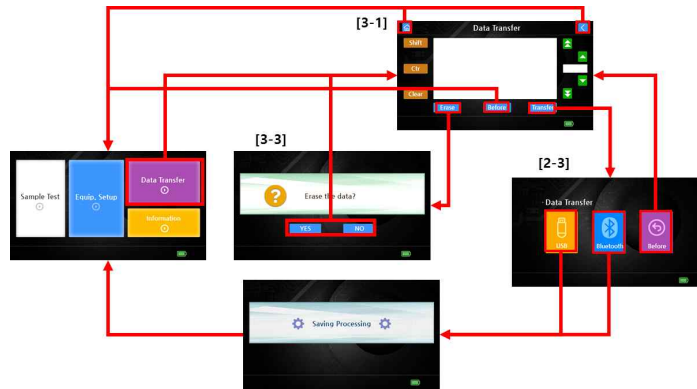 [3-1]
Data Transfer
C
Shift
Ctr
Clear
Erase
Before
Transfer
[3-3]
Erase the data?
YES
NO
Sample Test
Equip. Setup
Data Transfer
Information
[2-3]
Data Transfer
USB
Bluetooth
Before
Saving Processing